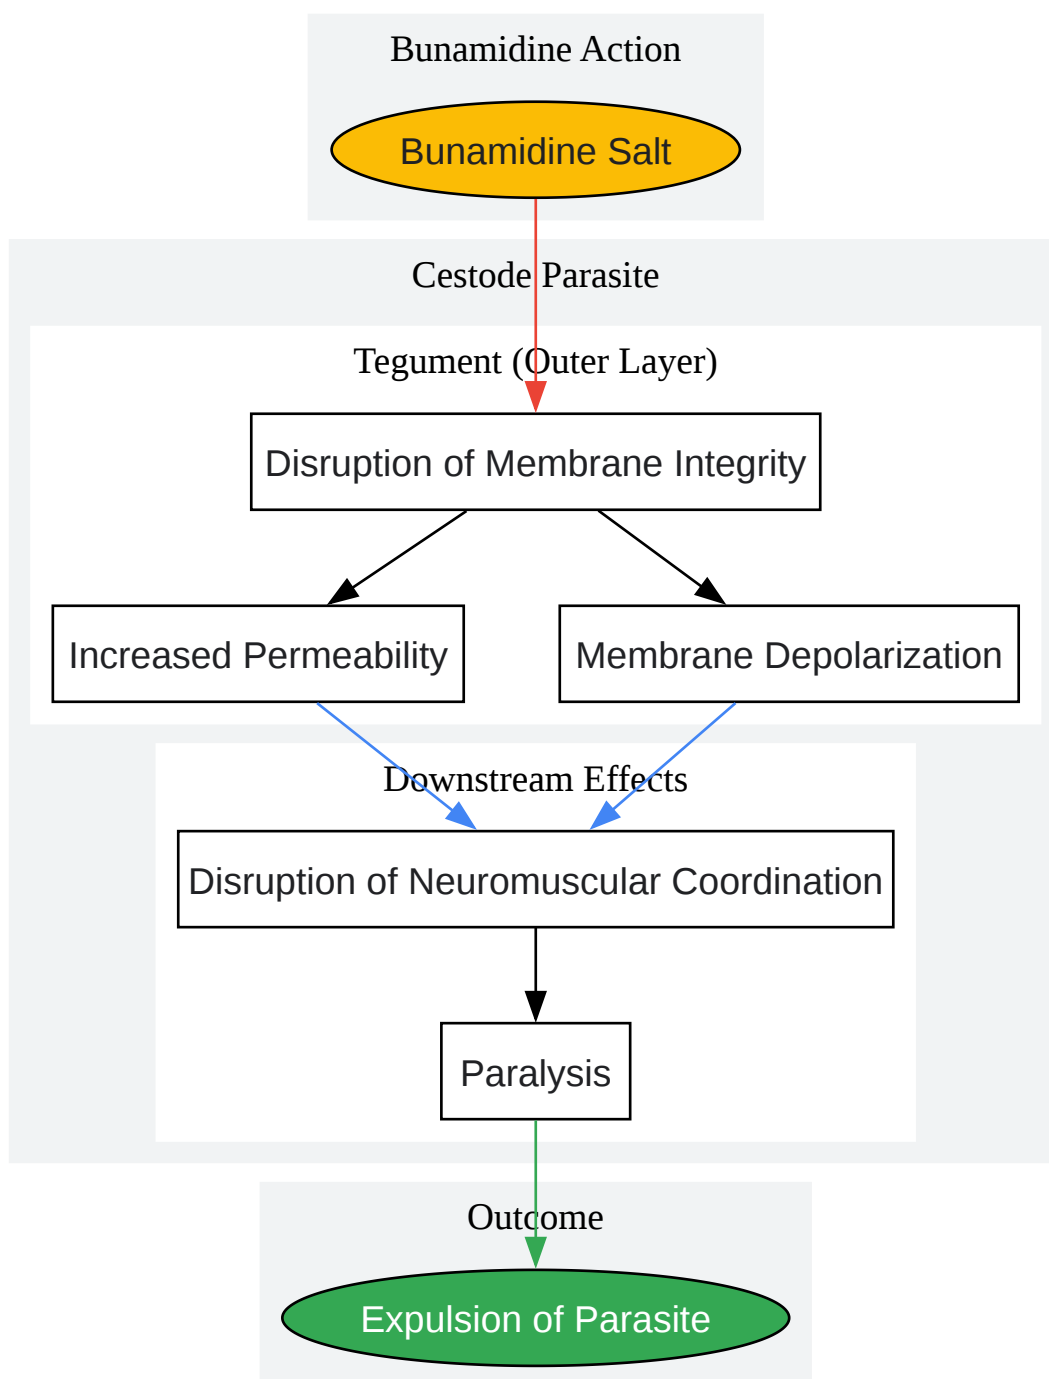 Bunamidine Action
Bunamidine Salt
Cestode Parasite
Tegument (Outer Layer)
Disruption of Membrane Integrity
Increased Permeability
Membrane Depolarization
Downstream Effects
Disruption of Neuromuscular Coordination
Paralysis
Outcome
Expulsion of Parasite